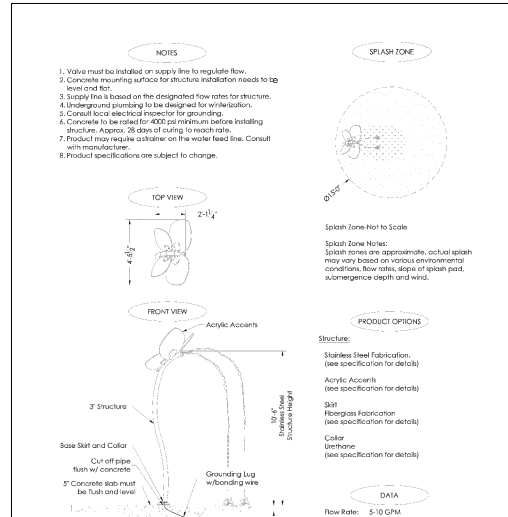 NOTES
1. Valve must be installed on supply line to regulate flow.
2. Concrete mounting surface for structure installation needs to be
level and flat.
3. Supply line is based on the designated flow rates for structure.
4. Underground plumbing to be designed for winterization.
5. Consult local electrical inspector for grounding.
6. Concrete to be rated for 4000 psi minimum before installing
structure. Approx. 28 days of curing to reach rate.
7. Product may require a strainer on the water feed line. Consult
with manufacturer.
8. Product specifications are subject to change.
TOP VIEW
2'-1 1/4"
4'-5 1/2"
FRONT VIEW
Acrylic Accents
3" Structure
10'-6"
Stainless Steel
Structure Height
Base Skirt and Collar
Cut off pipe
flush w/ concrete
5" Concrete slab must
be flush and level
Grounding Lug
w/bonding wire
SPLASH ZONE
Ø15'-0"
Splash Zone-Not to Scale
Splash Zone Notes:
Splash zones are approximate, actual splash
may vary based on various environmental
conditions, flow rates, slope of splash pad,
submergence depth and wind.
PRODUCT OPTIONS
Structure:
Stainless Steel Fabrication,
(see specification for details)
Acrylic Accents
(see specification for details)
Skirt
Fiberglass Fabrication
(see specification for details)
Collar
Urethane
(see specification for details)
DATA
Flow Rate: 5-10 GPM